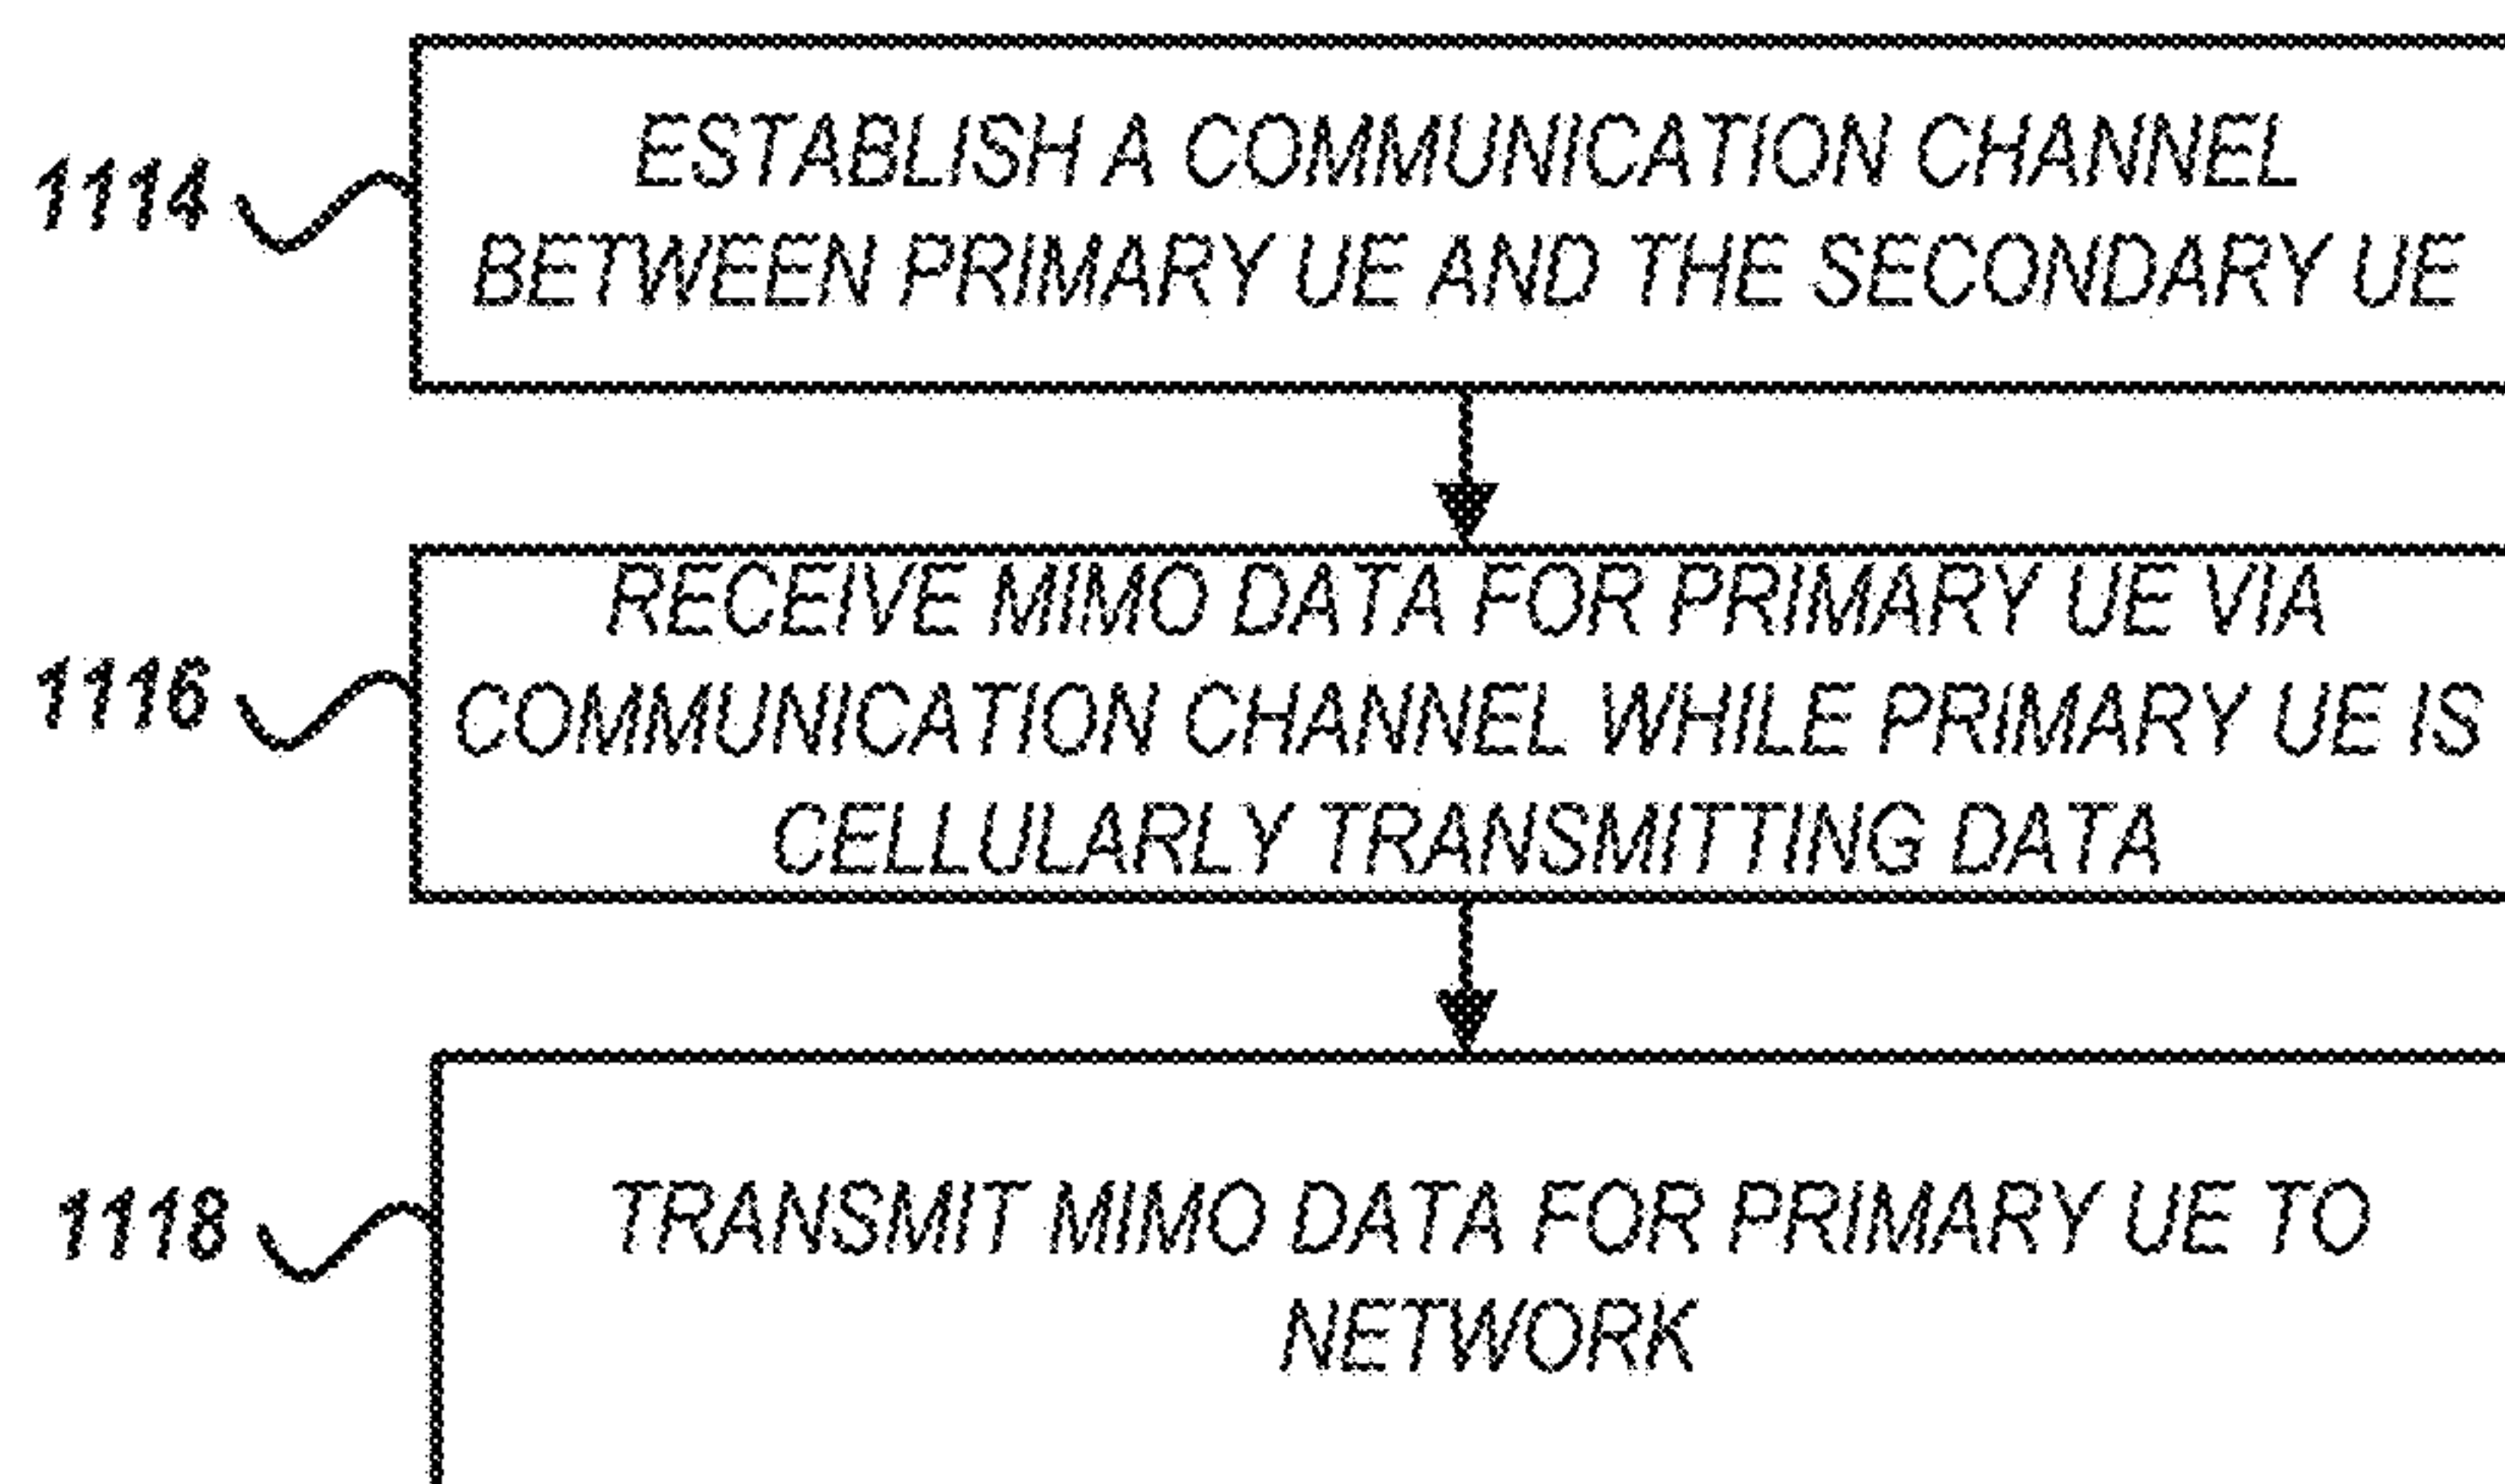 1114
ESTABLISH A COMMUNICATION CHANNEL
BETWEEN PRIMARY UE AND THE SECONDARY UE
1116
RECEIVE MIMO DATA FOR PRIMARY UE VIA
COMMUNICATION CHANNEL WHILE PRIMARY UE IS
CELLULARLY TRANSMITTING DATA
1118
TRANSMIT MIMO DATA FOR PRIMARY UE TO
NETWORK